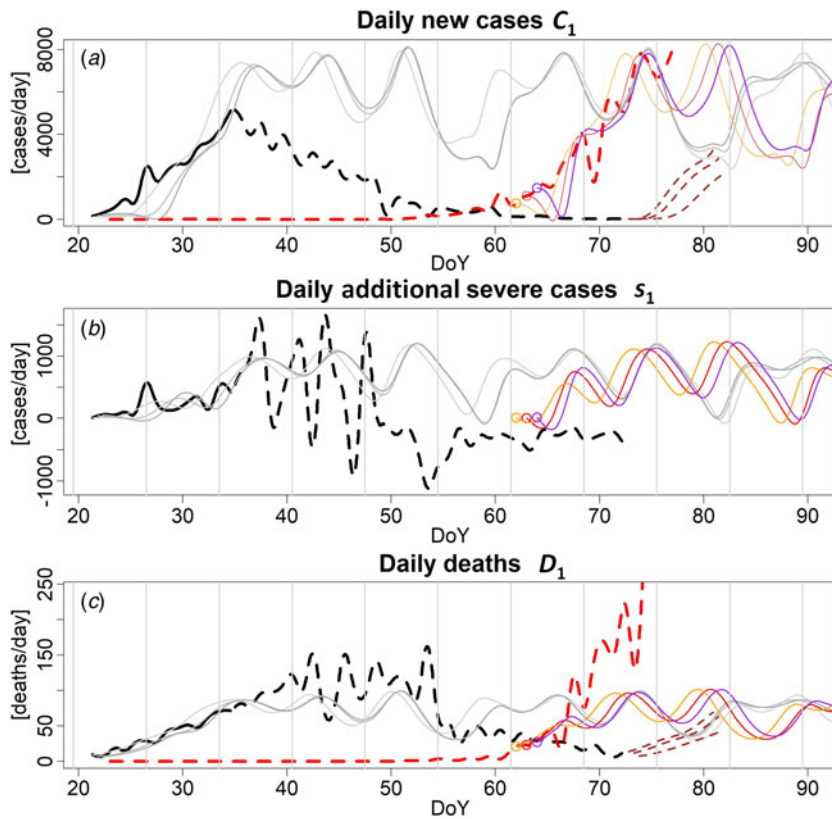 Daily new cases C₁
(a)
[cases/day]
8000
4000
0
20 30 40 50 60 70 80 90
DoY
Daily additional severe cases s₁
(b)
[cases/day]
1000
0
-1000
20 30 40 50 60 70 80 90
DoY
Daily deaths D₁
(c)
[deaths/day]
250
150
50
0
20 30 40 50 60 70 80 90
DoY